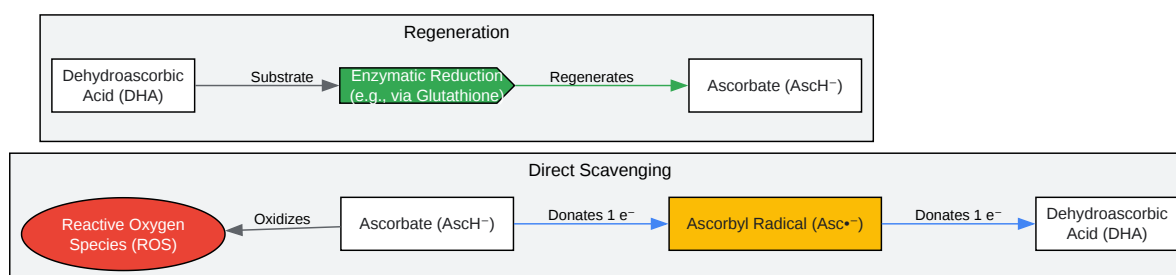 Regeneration
Dehydroascorbic
Acid (DHA)
Substrate
Enzymatic Reduction
(e.g., via Glutathione)
Regenerates
Ascorbate (AscH⁻)
Direct Scavenging
Reactive Oxygen
Species (ROS)
Oxidizes
Ascorbate (AscH⁻)
Donates 1 e⁻
Ascorbyl Radical (Asc•⁻)
Donates 1 e⁻
Dehydroascorbic
Acid (DHA)